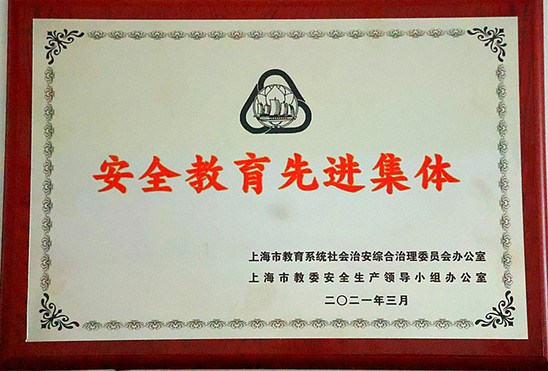 安全教育先进集体
上海市教育系统社会治安综合治理委员会办公室
上海市教委安全生产领导小组办公室
二〇二一年三月